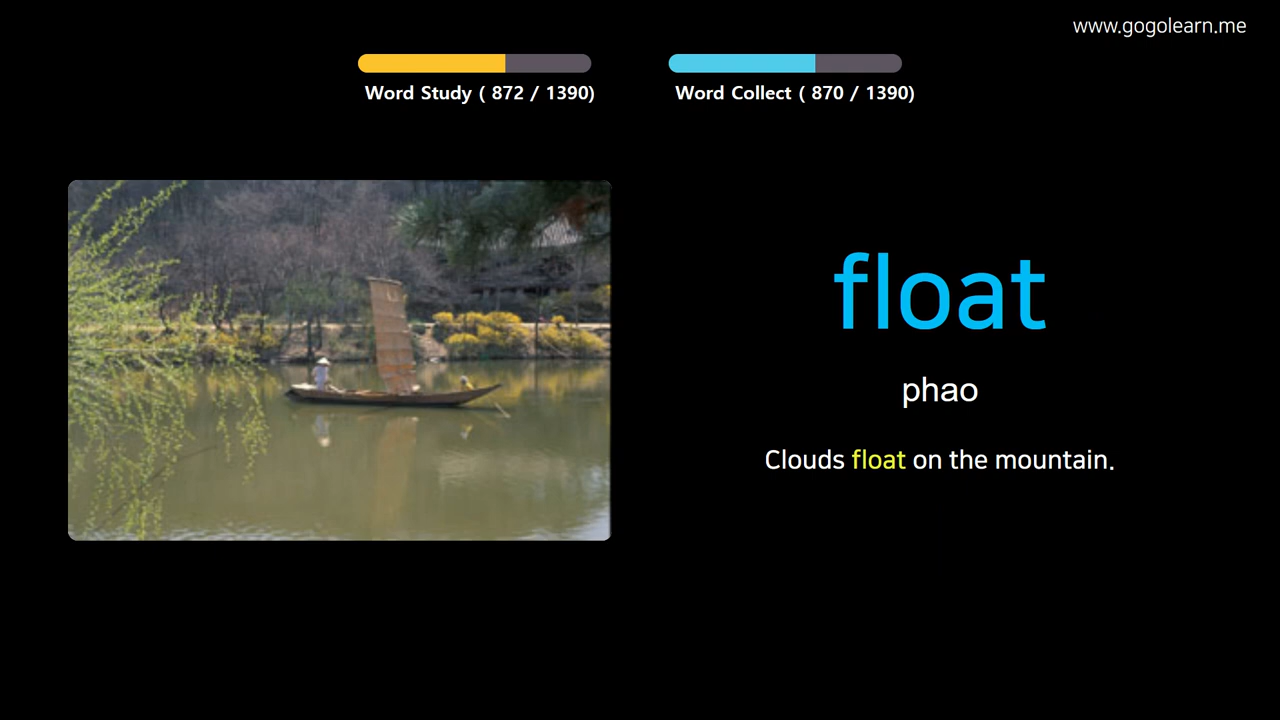 www.gogolearn.me
Word Study ( 872 / 1390)
Word Collect ( 870 / 1390)
float
phao
Clouds float on the mountain.